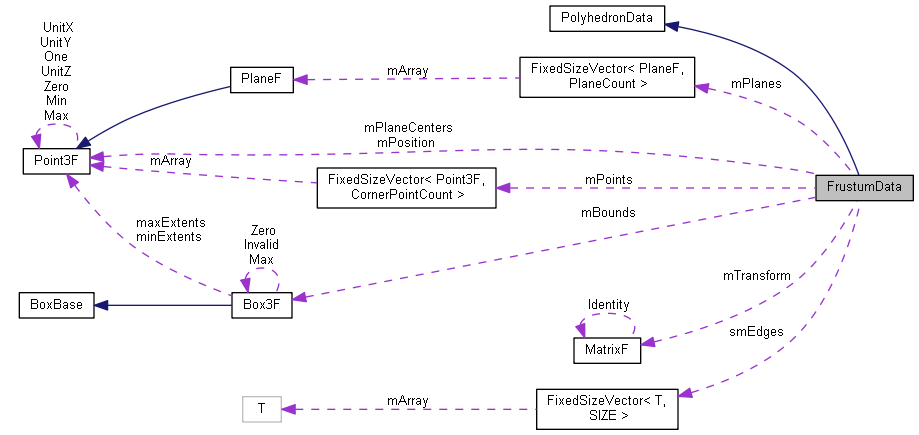 PolyhedronData
UnitX
UnitY
One
UnitZ
Zero
Min
Max
PlaneF
mArray
FixedSizeVector< PlaneF,
PlaneCount >
mPlanes
mPlaneCenters
mPosition
Point3F
mArray
FixedSizeVector< Point3F,
CornerPointCount >
mPoints
FrustumData
maxExtents
minExtents
Zero
Invalid
Max
mBounds
BoxBase
Box3F
mTransform
Identity
MatrixF
smEdges
T
mArray
FixedSizeVector< T,
SIZE >